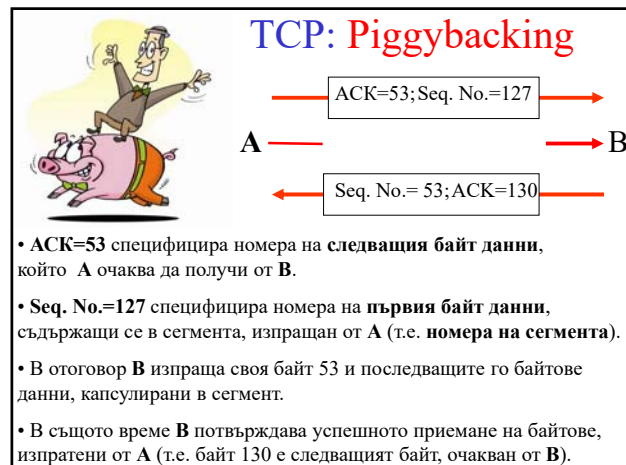 TCP: Piggybacking
ACK=53; Seq. No.=127
A
B
Seq. No.= 53; ACK=130
• ACK=53 специфицира номера на следващия байт данни,
който A очаква да получи от B.
• Seq. No.=127 специфицира номера на първия байт данни,
съдържащи се в сегмента, изпращан от A (т.е. номера на сегмента).
• В отоговор B изпраща своя байт 53 и последващите го байтове
данни, капсулирани в сегмент.
• В същото време B потвърждава успешното приемане на байтове,
изпратени от A (т.е. байт 130 е следващият байт, очакван от B).